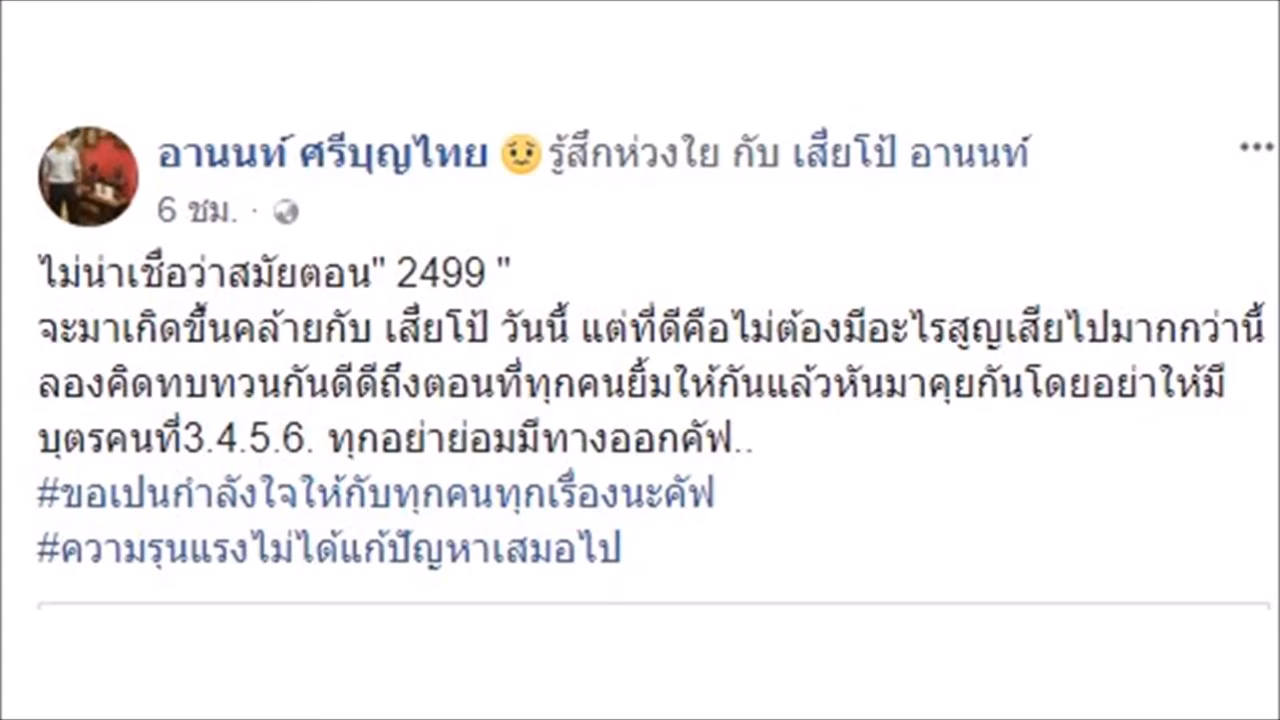 อานนท์ ศรีบุญไทย 😟 รู้สึกห่วงใย กับ เสี่ยโป้ อานนท์
6 ชม. ·
ไม่น่าเชื่อว่าสมัยตอน" 2499 "
จะมาเกิดขึ้นคล้ายกับ เสี่ยโป้ วันนี้ แต่ที่ดีคือไม่ต้องมีอะไรสูญเสียไปมากกว่านี้
ลองคิดทบทวนกันดีดีถึงตอนที่ทุกคนยิ้มให้กันแล้วหันมาคุยกันโดยอย่าให้มี
บุตรคนที่3.4.5.6. ทุกอย่าย่อมมีทางออกคัฟ..
#ขอเปนกำลังใจให้กับทุกคนทุกเรื่องนะคัฟ
#ความรุนแรงไม่ได้แก้ปัญหาเสมอไป